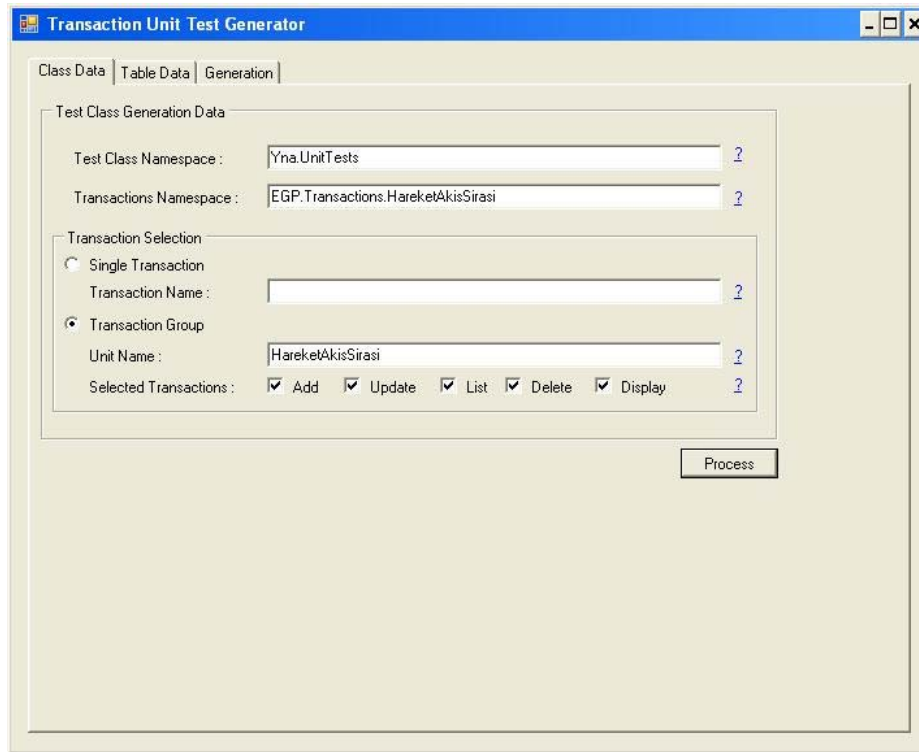 Transaction Unit Test Generator
Class Data Table Data Generation
Test Class Generation Data
Test Class Namespace : Yna.UnitTests ?
Transactions Namespace : EGP.Transactions.HareketAkisSirasi ?
Transaction Selection
Single Transaction
Transaction Name : ?
Transaction Group
Unit Name : HareketAkisSirasi ?
Selected Transactions : Add Update List Delete Display ?
Process